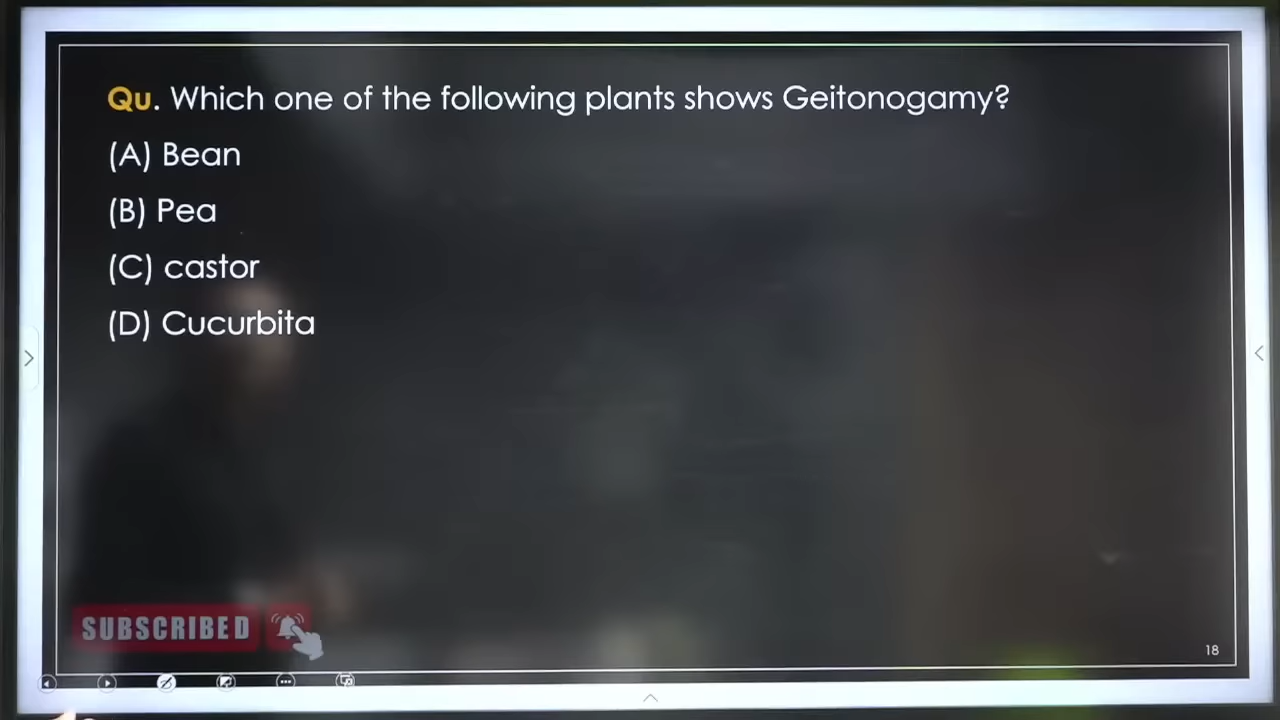 Qu. Which one of the following plants shows Geitonogamy?
(A) Bean
(B) Pea
(C) castor
(D) Cucurbita
SUBSCRIBED
18